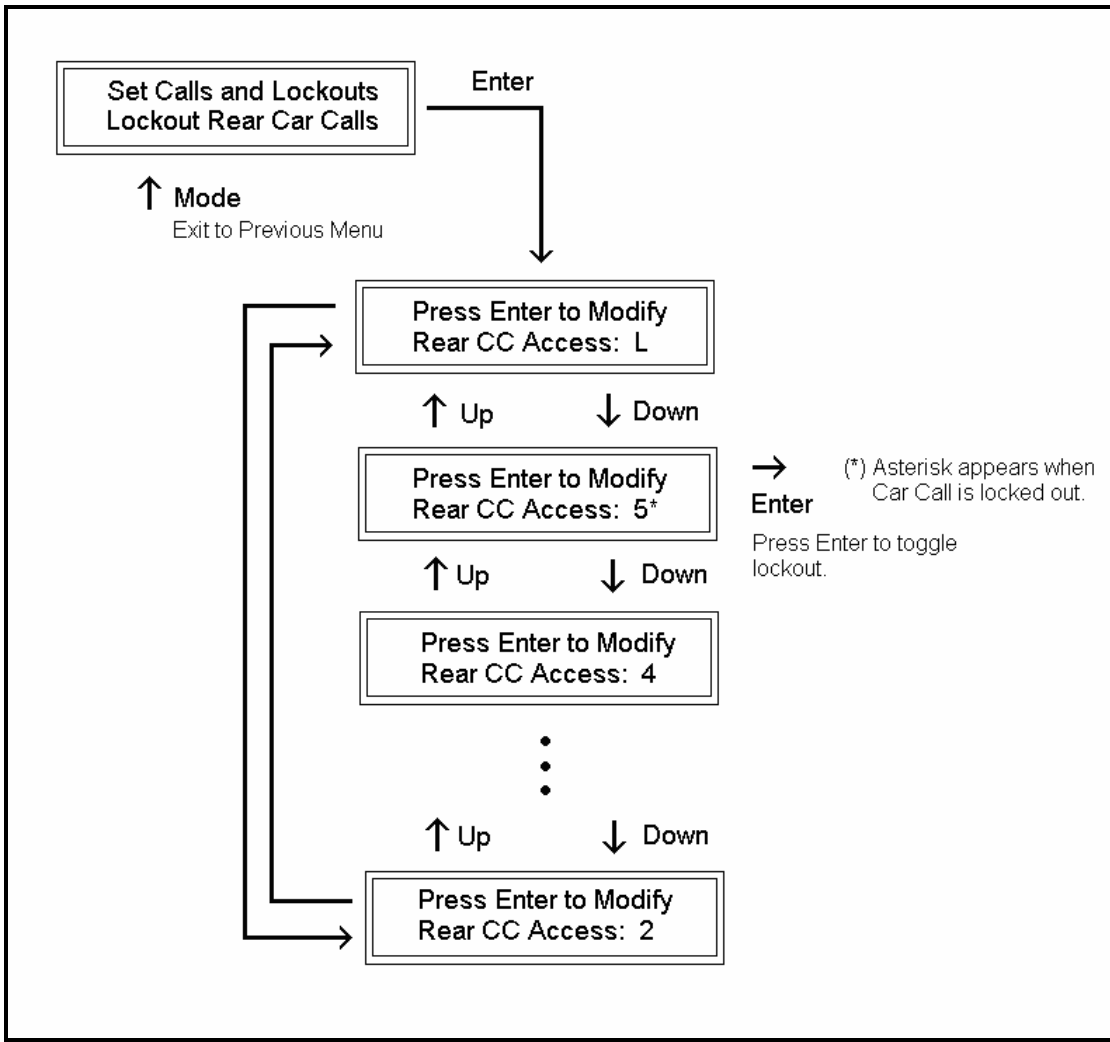 Set Calls and Lockouts
Lockout Rear Car Calls
Enter
↑ Mode
Exit to Previous Menu
Press Enter to Modify
Rear CC Access: L
↑ Up
↓ Down
Press Enter to Modify
Rear CC Access: 5*
→
Enter
(*) Asterisk appears when
Car Call is locked out.
Press Enter to toggle
lockout.
↑ Up
↓ Down
Press Enter to Modify
Rear CC Access: 4
↑ Up
↓ Down
Press Enter to Modify
Rear CC Access: 2